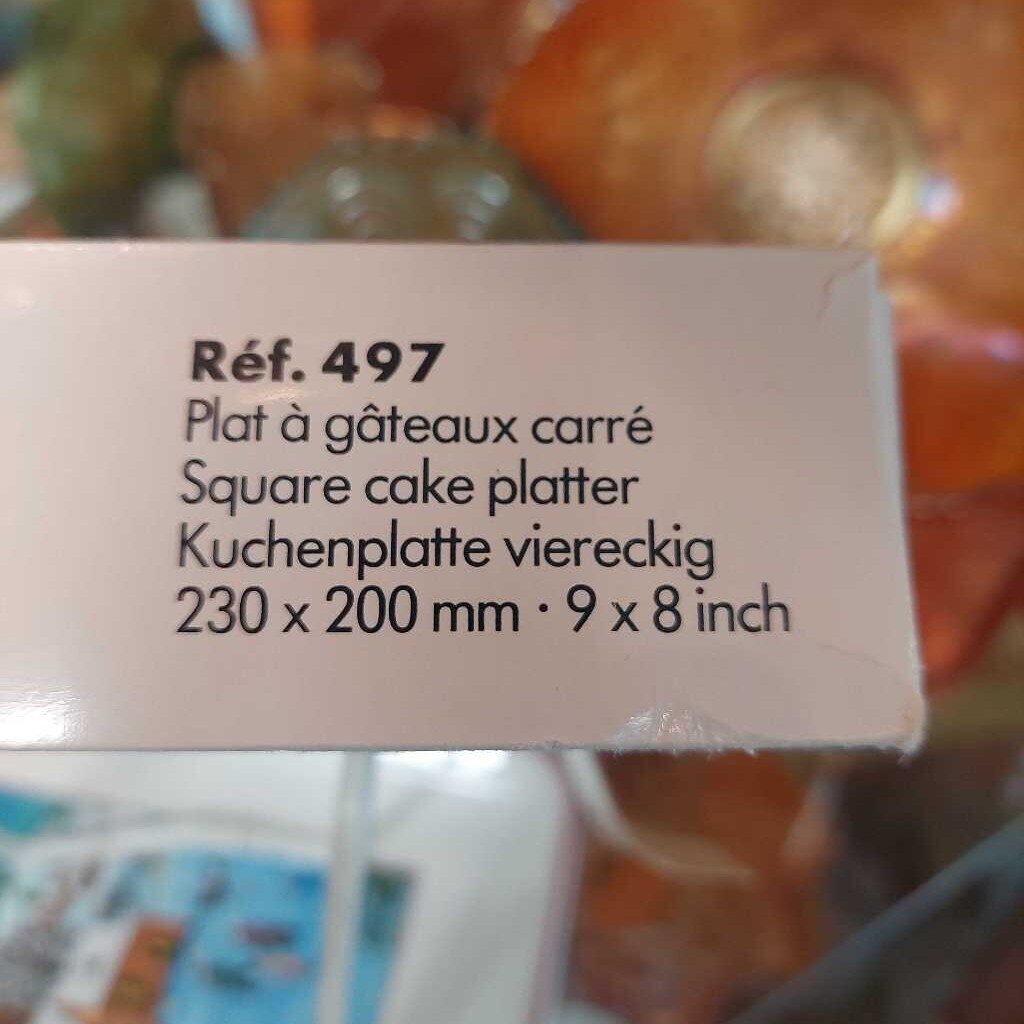 Réf. 497
Plat à gâteaux carré
Square cake platter
Kuchenplatte viereckig
230 x 200 mm · 9 x 8 inch